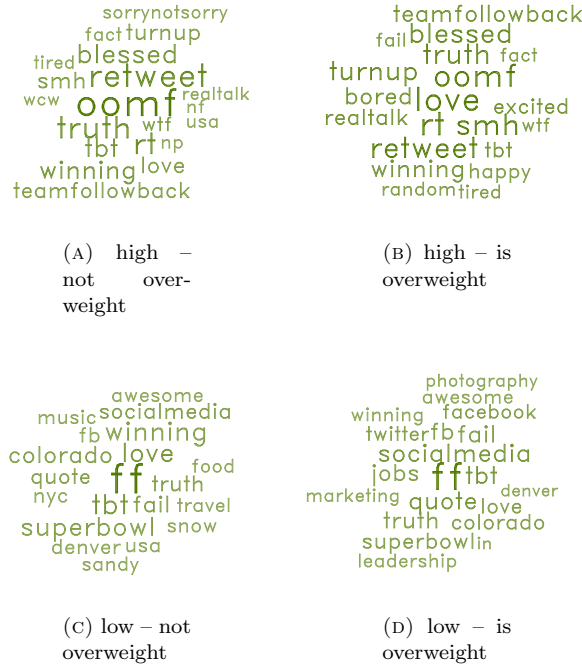 sorrynotsorry
fact turnup
blessed
tired
smh retweet
wcw oomf realtalk
nf
truth wtf usa
tbt rt np
winning love
teamfollowback
(A) high –
not over-
weight
teamfollowback
fail blessed
truth fact
turnup oomf
bored love excited
realtalk rt smh wtf
retweet tbt
winning happy
random tired
(B) high – is
overweight
awesome
music socialmedia
fb winning
colorado love
quote ff truth food
nyc tbt fail travel
superbowl snow
denver usa
sandy
(C) low – not
overweight
photography
awesome
winning facebook
twitter fb fail
socialmedia
jobs ff tbt
marketing quote love denver
truth colorado
superbowl in
leadership
(D) low – is
overweight